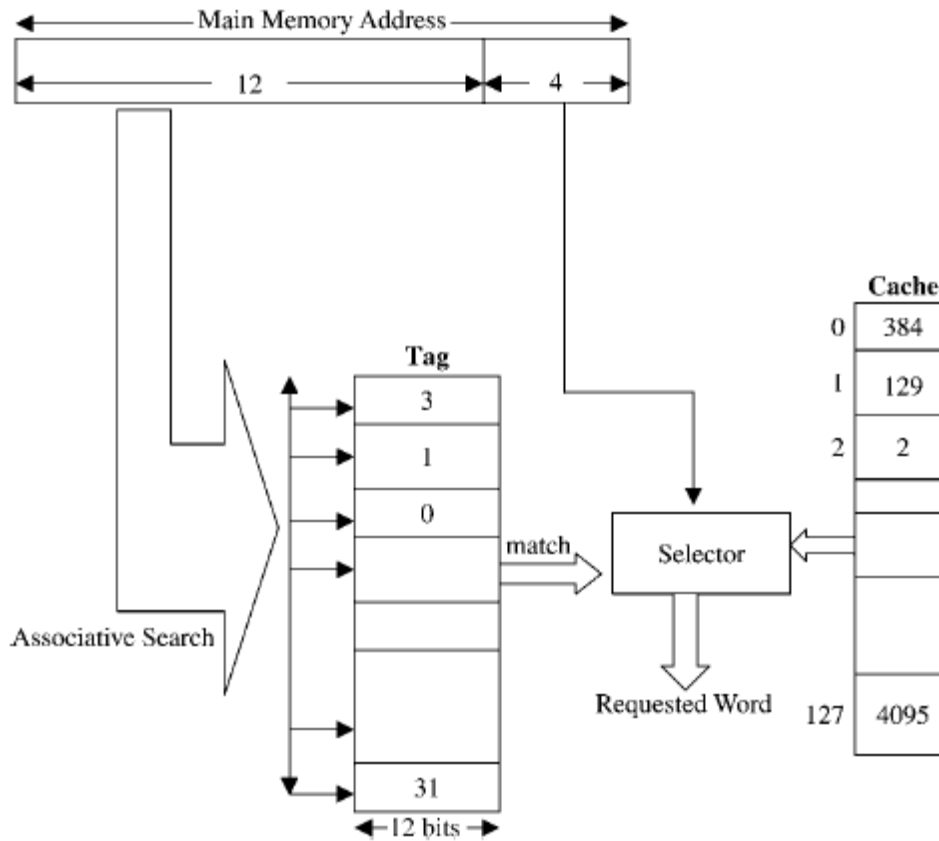 Main Memory Address
12
4
Cache
0
384
1
129
2
2
Tag
3
1
0
match
Selector
Associative Search
Requested Word
127
4095
31
12 bits